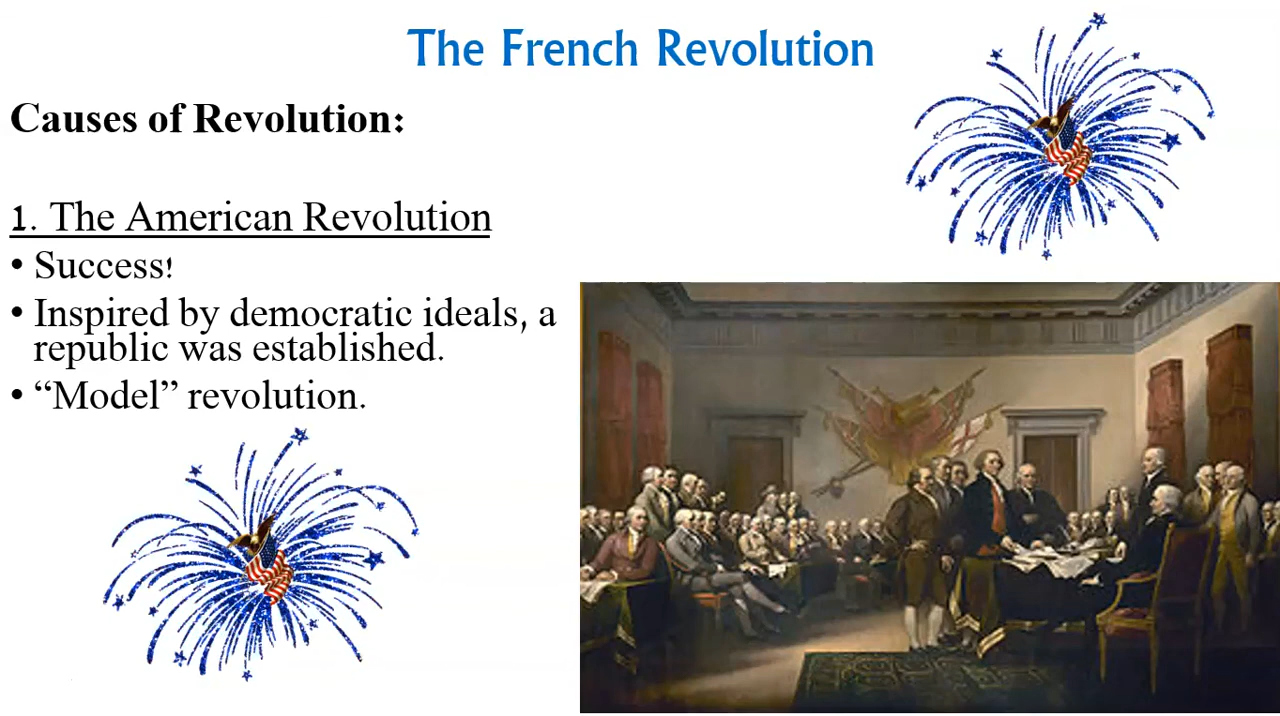 The French Revolution
Causes of Revolution:
1. The American Revolution
• Success!
• Inspired by democratic ideals, a
republic was established.
• “Model” revolution.